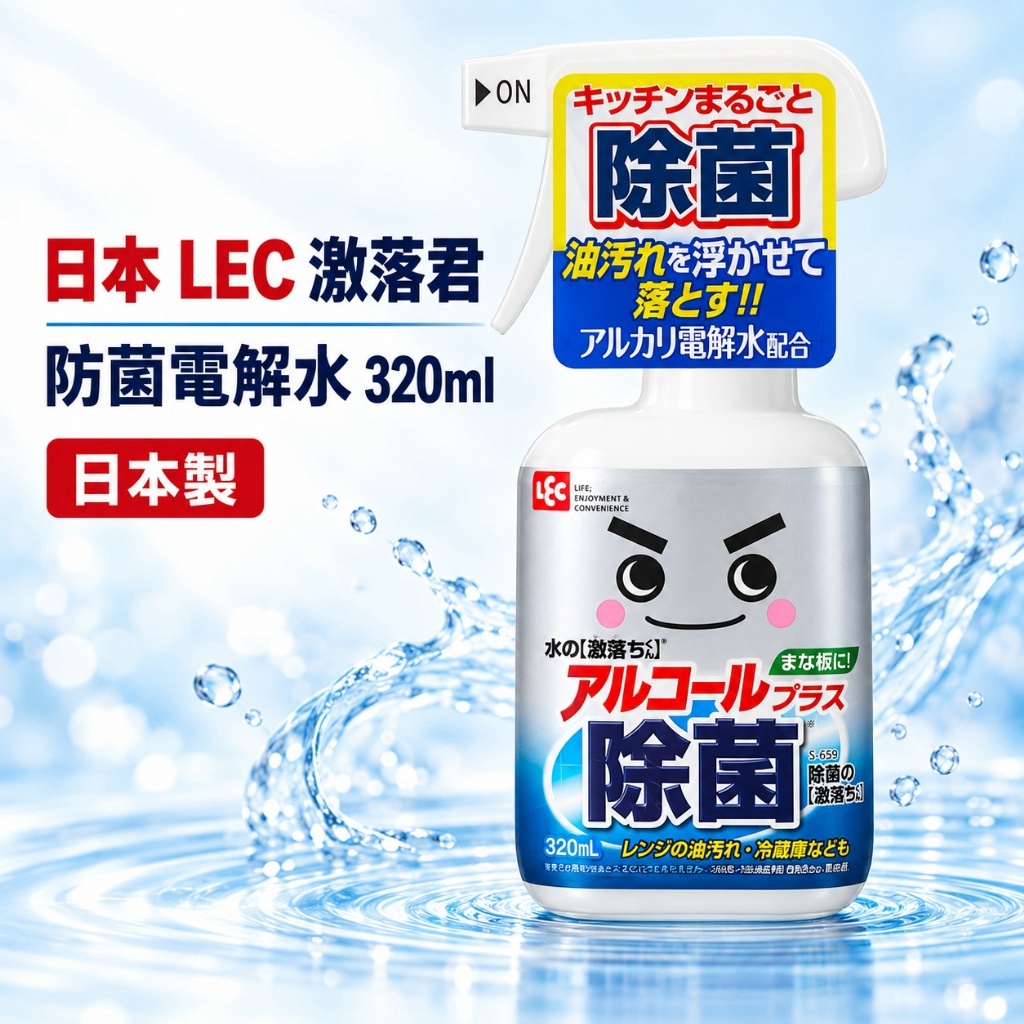 日本 LEC 激落君
防菌電解水 320ml
日本製
▶ON
キッチンまるごと
除菌
油汚れを浮かせて
落とす!!
アルカリ電解水配合
LEC
LIFE;
ENJOYMENT &
CONVENIENCE
水の【激落ちくん】®
まな板に!
アルコールプラス
除菌
※
S-659
除菌の
【激落ちくん】
320mL
レンジの油汚れ・冷蔵庫なども